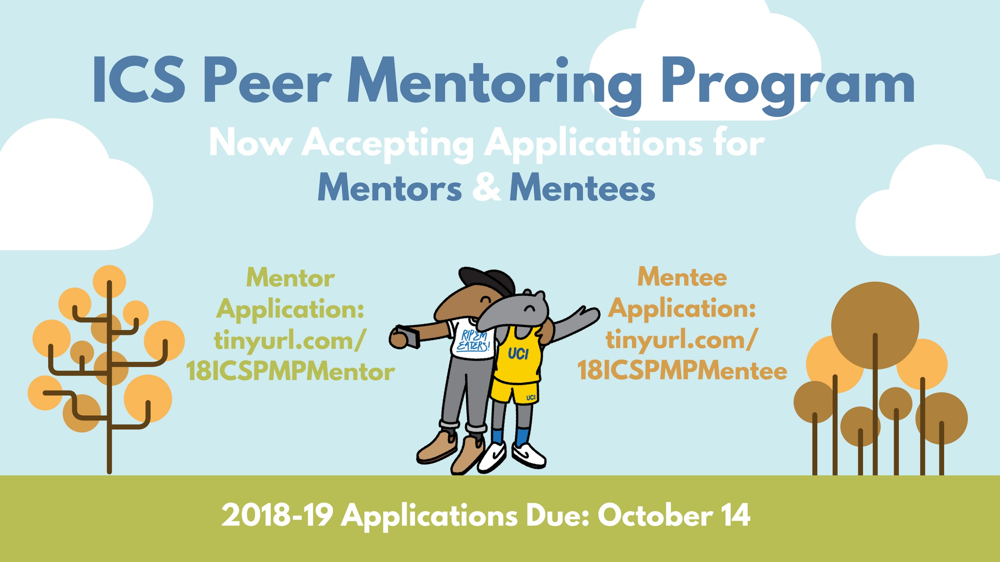 ICS Peer Mentoring Program
Now Accepting Applications for
Mentors & Mentees
Mentor
Application:
tinyurl.com/
18ICSPMPMentor
Mentee
Application:
tinyurl.com/
18ICSPMPMentee
RIP 'EM
EATERS!
UCI
UCI
2018-19 Applications Due: October 14